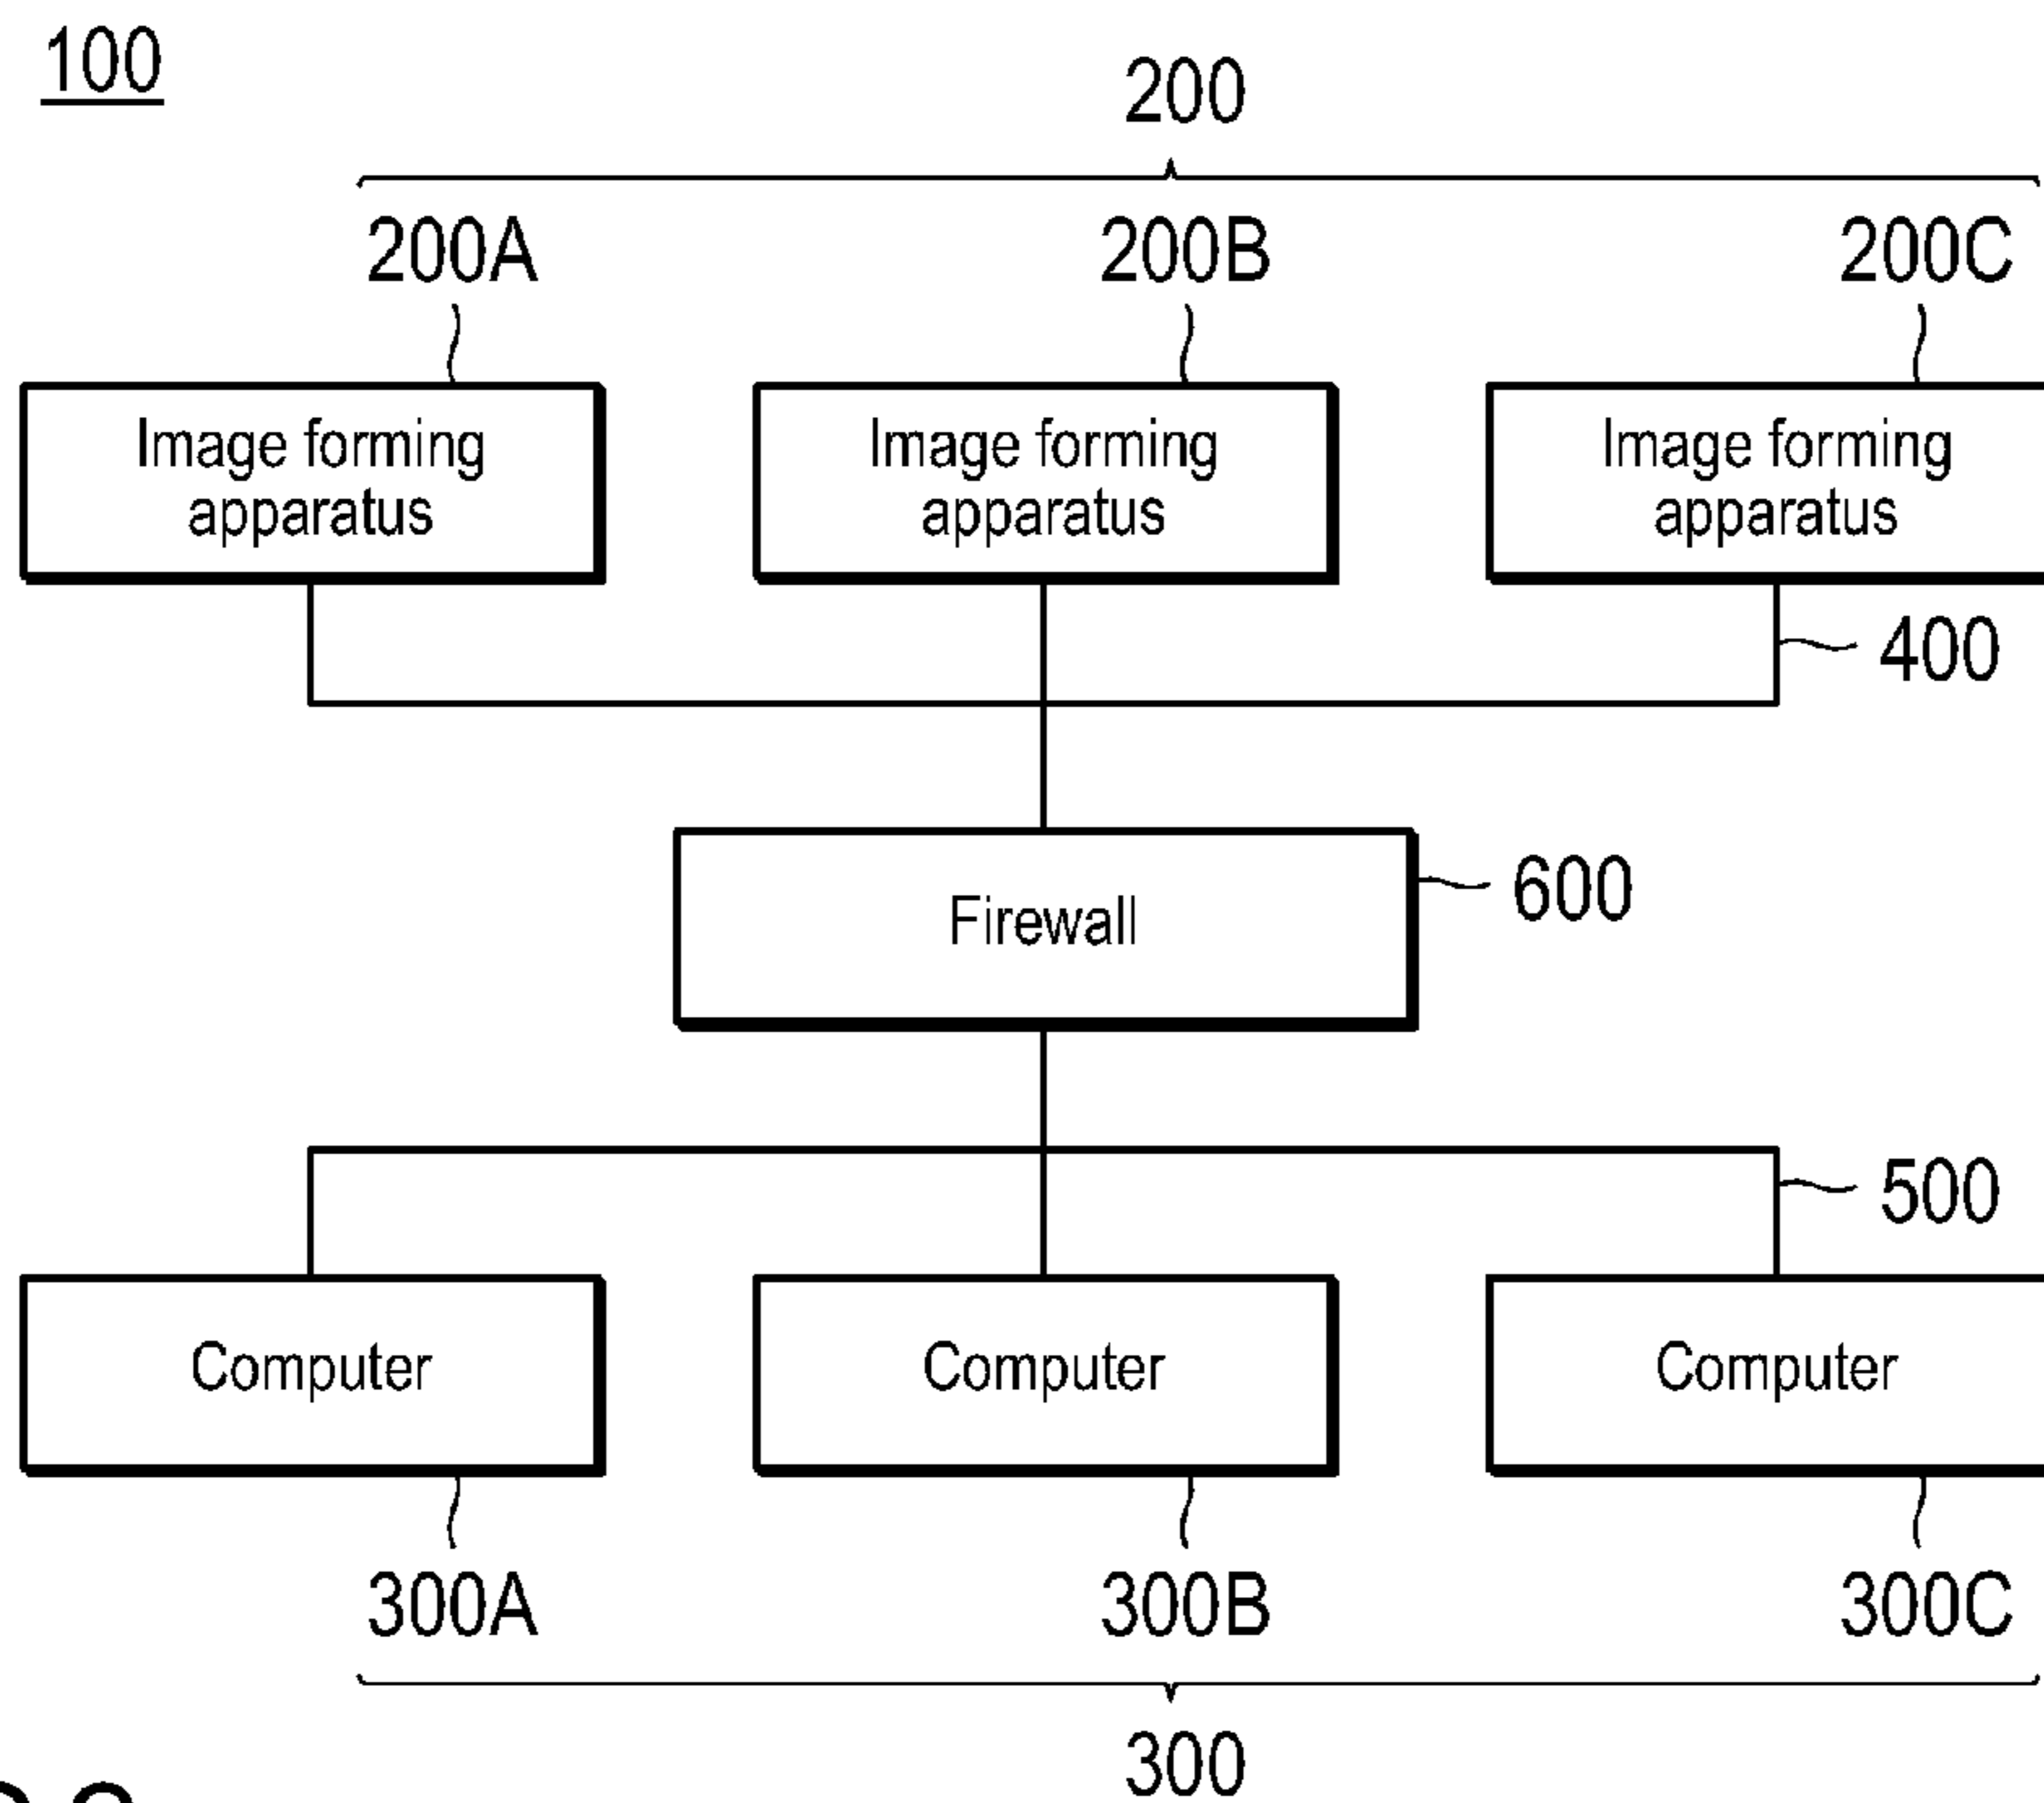 100
200
200A 200B 200C
Image forming Image forming Image forming
apparatus apparatus apparatus
400
Firewall 600
500
Computer Computer Computer
300A 300B 300C
300